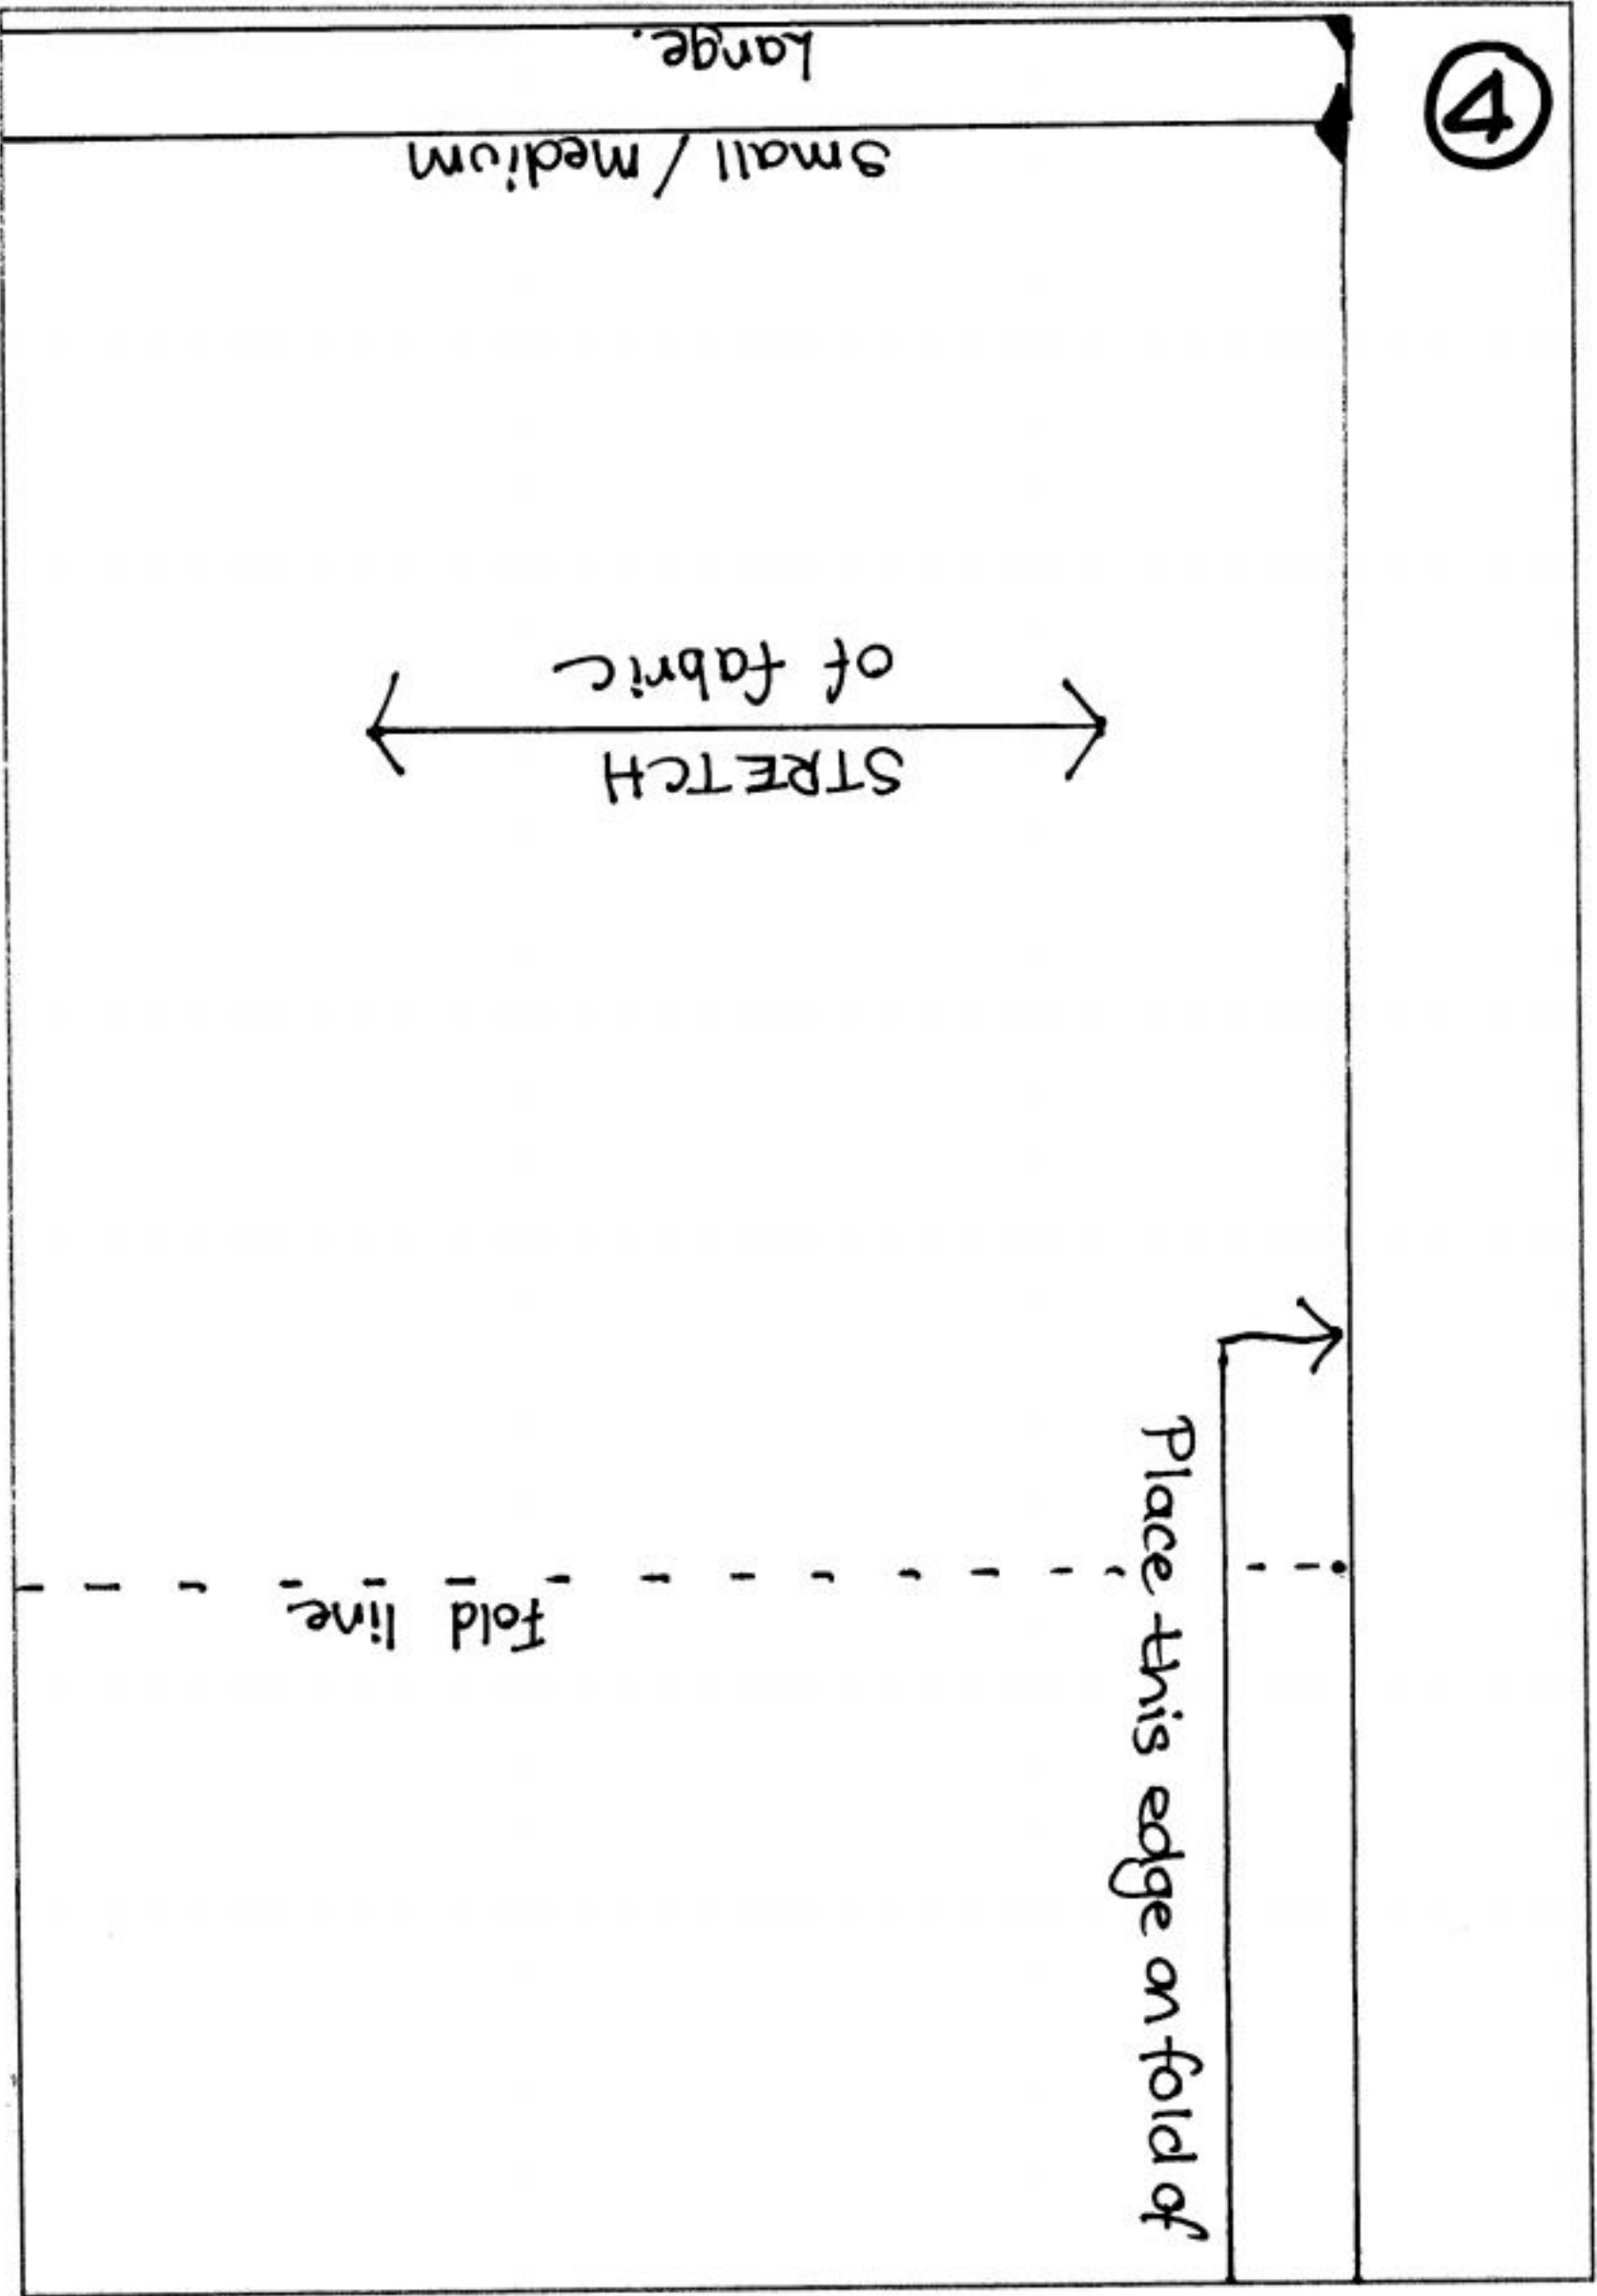 4
Large.
Small / Medium
of fabric
STRETCH
Place this edge on fold of
fold line